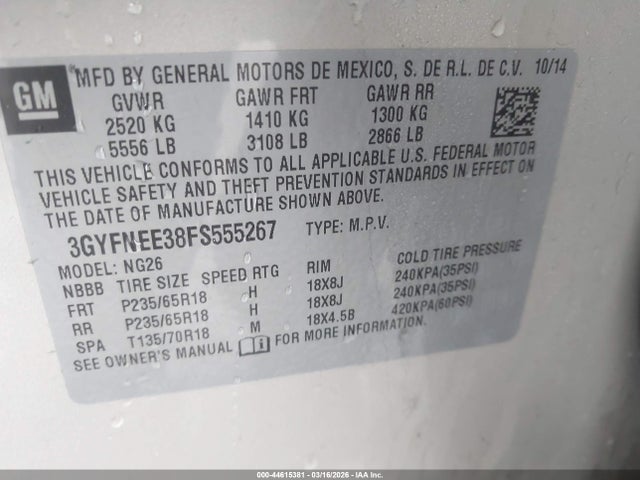 GM
® MFD BY GENERAL MOTORS DE MEXICO, S. DE R.L. DE C.V. 10/14
GVWR GAWR FRT GAWR RR
2520 KG 1410 KG 1300 KG
5556 LB 3108 LB 2866 LB
THIS VEHICLE CONFORMS TO ALL APPLICABLE U.S. FEDERAL MOTOR
VEHICLE SAFETY AND THEFT PREVENTION STANDARDS IN EFFECT ON
THE DATE OF MANUFACTURE SHOWN ABOVE.
3GYFNEE38FS555267 TYPE: M.P.V.
MODEL: NG26
NBBB TIRE SIZE SPEED RTG RIM COLD TIRE PRESSURE
FRT P235/65R18 H 18X8J 240KPA(35PSI)
RR P235/65R18 H 18X8J 240KPA(35PSI)
SPA T135/70R18 M 18X4.5B 420KPA(60PSI)
SEE OWNER'S MANUAL FOR MORE INFORMATION.
000-44615381 - 03/16/2026 - IAAI, Inc.